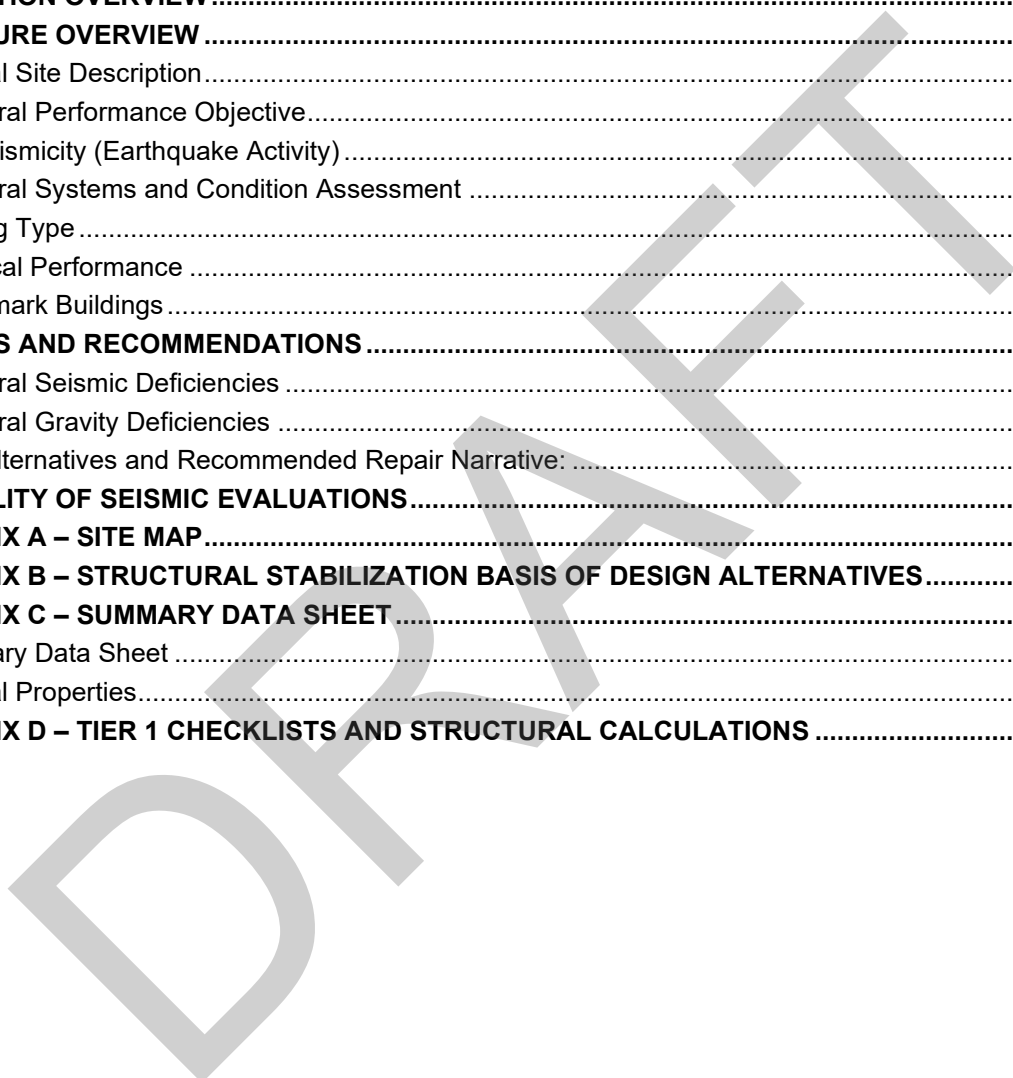 TION OVERVIEW
URE OVERVIEW
al Site Description
ral Performance Objective
ismicity (Earthquake Activity)
ral Systems and Condition Assessment
g Type
cal Performance
mark Buildings
S AND RECOMMENDATIONS
ral Seismic Deficiencies
ral Gravity Deficiencies
lternatives and Recommended Repair Narrative:
LITY OF SEISMIC EVALUATIONS
IX A – SITE MAP
IX B – STRUCTURAL STABILIZATION BASIS OF DESIGN ALTERNATIVES
IX C – SUMMARY DATA SHEET
ary Data Sheet
al Properties
IX D – TIER 1 CHECKLISTS AND STRUCTURAL CALCULATIONS
DRAFT